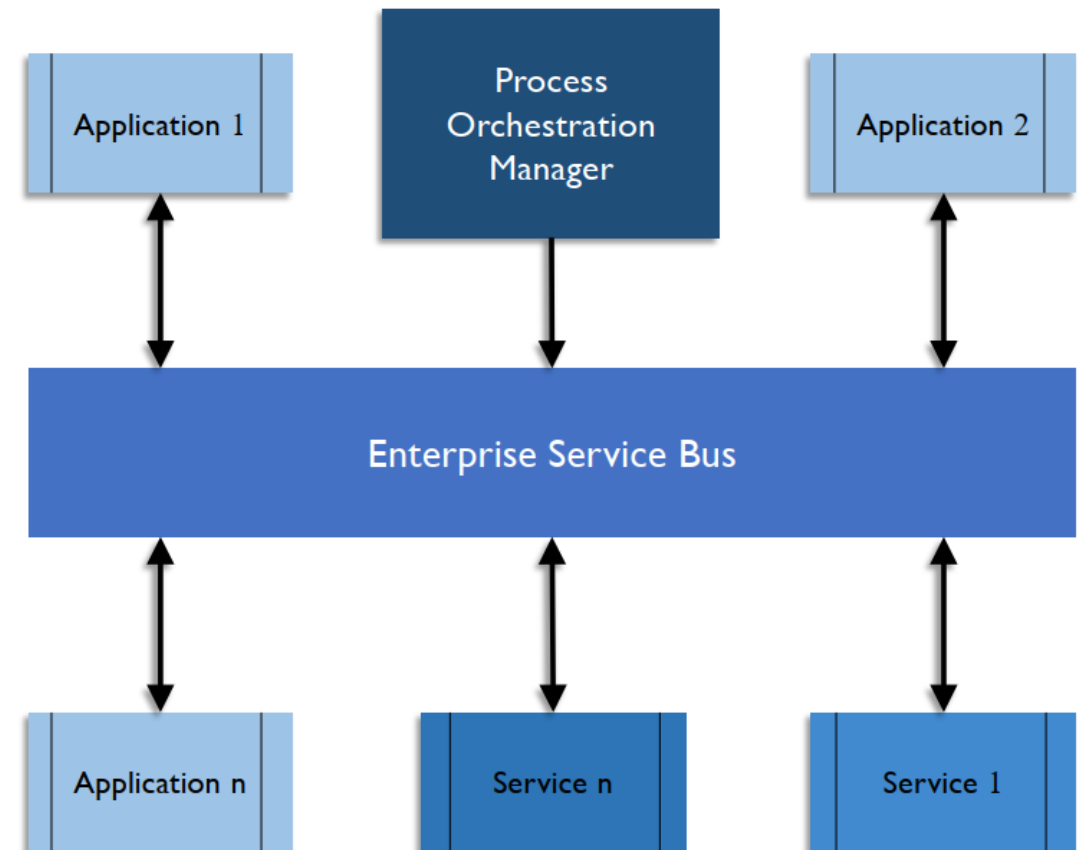 Application 1
Process
Orchestration
Manager
Application 2
Enterprise Service Bus
Application n
Service n
Service 1